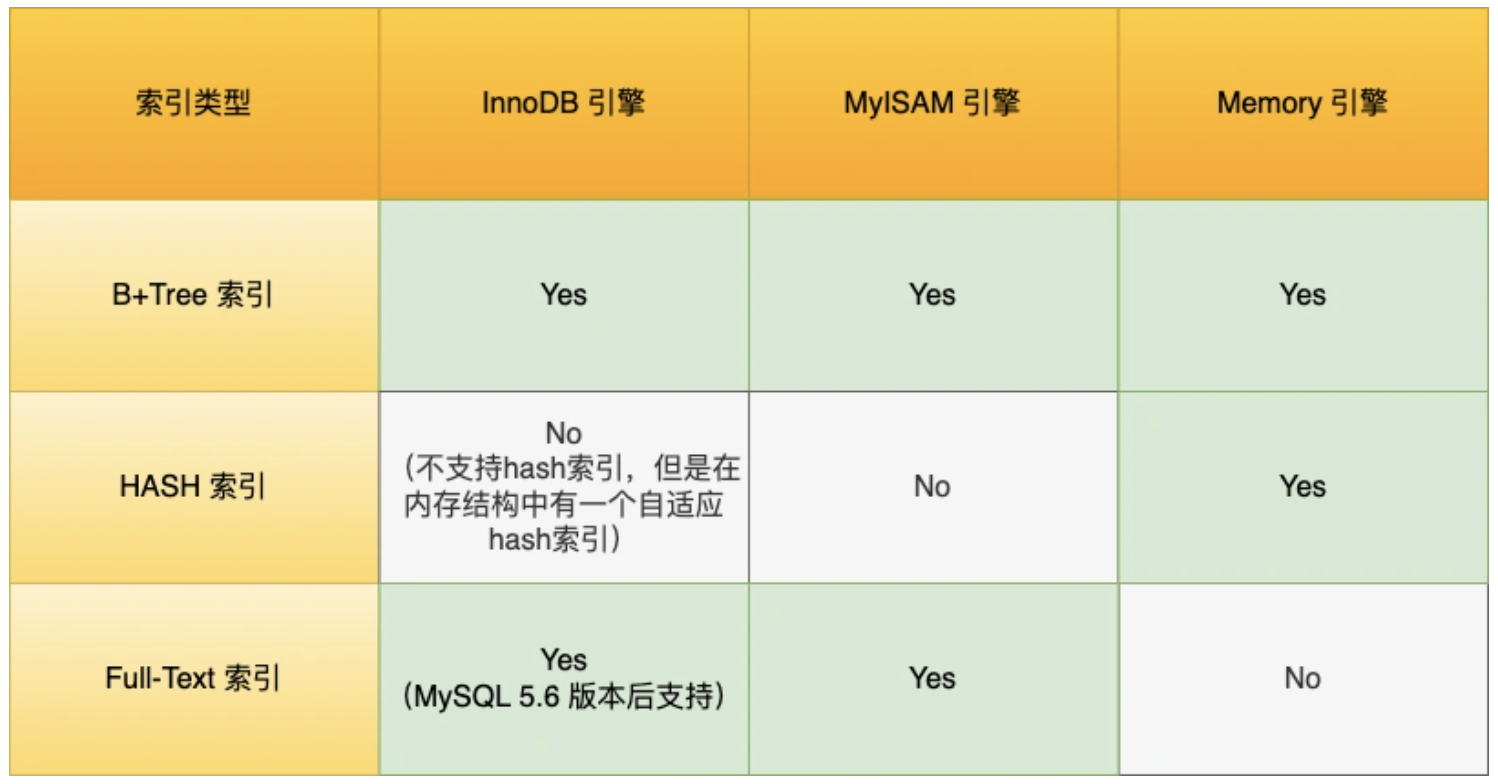 索引类型 InnoDB 引擎 MyISAM 引擎 Memory 引擎
B+Tree 索引 Yes Yes Yes
HASH 索引
No
（不支持hash索引，但是在
内存结构中有一个自适应
hash索引）
No
Yes
Full-Text 索引
Yes
（MySQL 5.6 版本后支持）
Yes
No